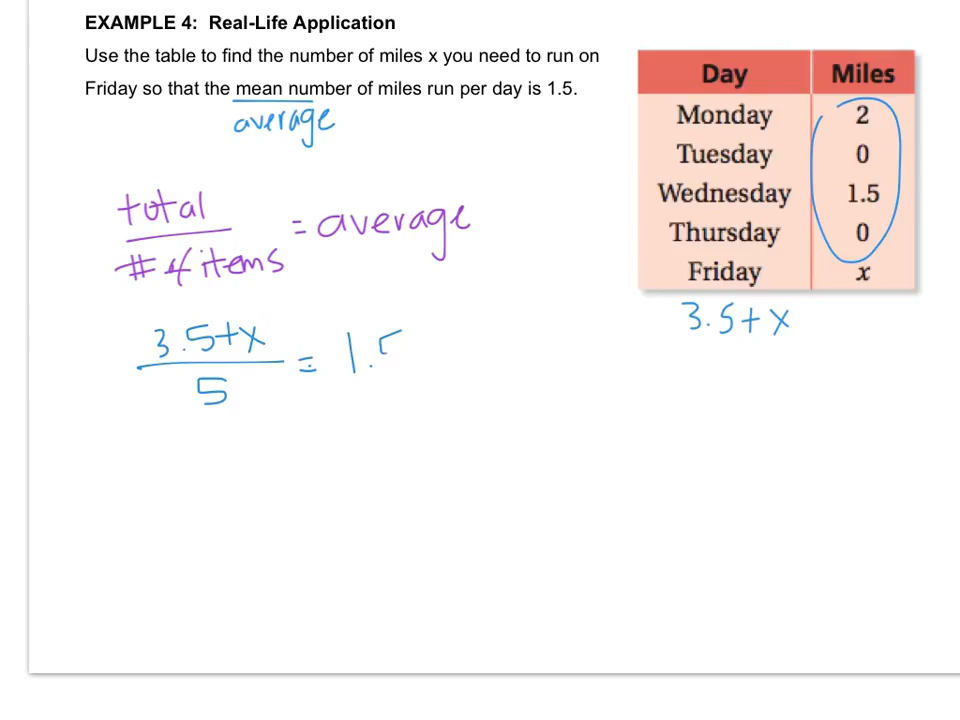 EXAMPLE 4: Real-Life Application
Use the table to find the number of miles x you need to run on
Friday so that the mean number of miles run per day is 1.5.
average
total
# of items
= average
3.5+x
5
= 1.5
Day Miles
Monday 2
Tuesday 0
Wednesday 1.5
Thursday 0
Friday x
3.5+x